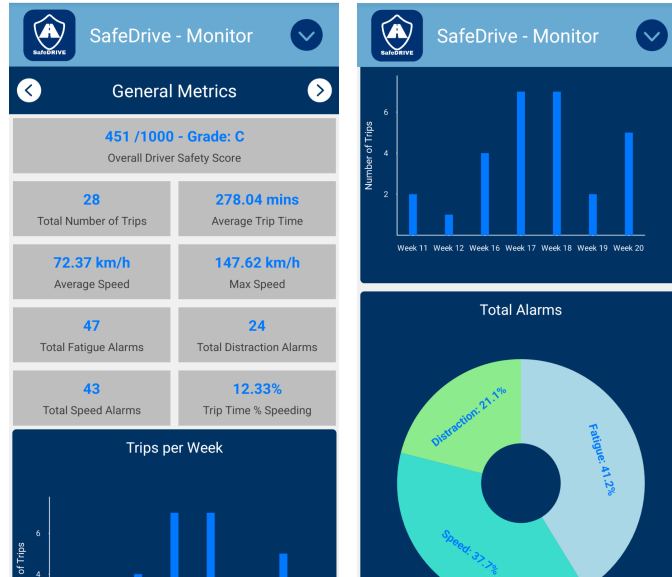 SafeDRIVE
SafeDrive - Monitor
General Metrics
451 /1000 - Grade: C
Overall Driver Safety Score
28
Total Number of Trips
278.04 mins
Average Trip Time
72.37 km/h
Average Speed
147.62 km/h
Max Speed
47
Total Fatigue Alarms
24
Total Distraction Alarms
43
Total Speed Alarms
12.33%
Trip Time % Speeding
Trips per Week
6
4
of Trips
SafeDRIVE
SafeDrive - Monitor
Number of Trips
6
4
2
Week 11 Week 12 Week 16 Week 17 Week 18 Week 19 Week 20
Total Alarms
Distraction: 21.1%
Fatigue: 41.2%
Speed: 37.7%